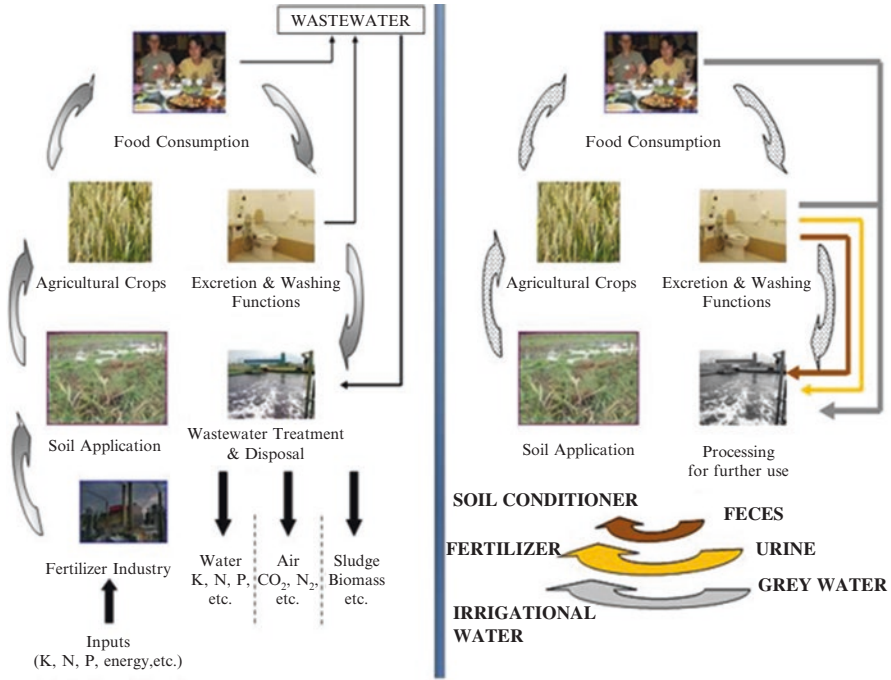 WASTEWATER
Food Consumption
Agricultural Crops
Excretion & Washing
Functions
Soil Application
Wastewater Treatment
& Disposal
Fertilizer Industry
Water
K, N, P,
etc.
Air
CO₂, N₂,
etc.
Sludge
Biomass
etc.
Inputs
(K, N, P, energy,etc.)
Food Consumption
Agricultural Crops
Excretion & Washing
Functions
Soil Application
Processing
for further use
SOIL CONDITIONER
FECES
FERTILIZER
URINE
GREY WATER
IRRIGATIONAL
WATER